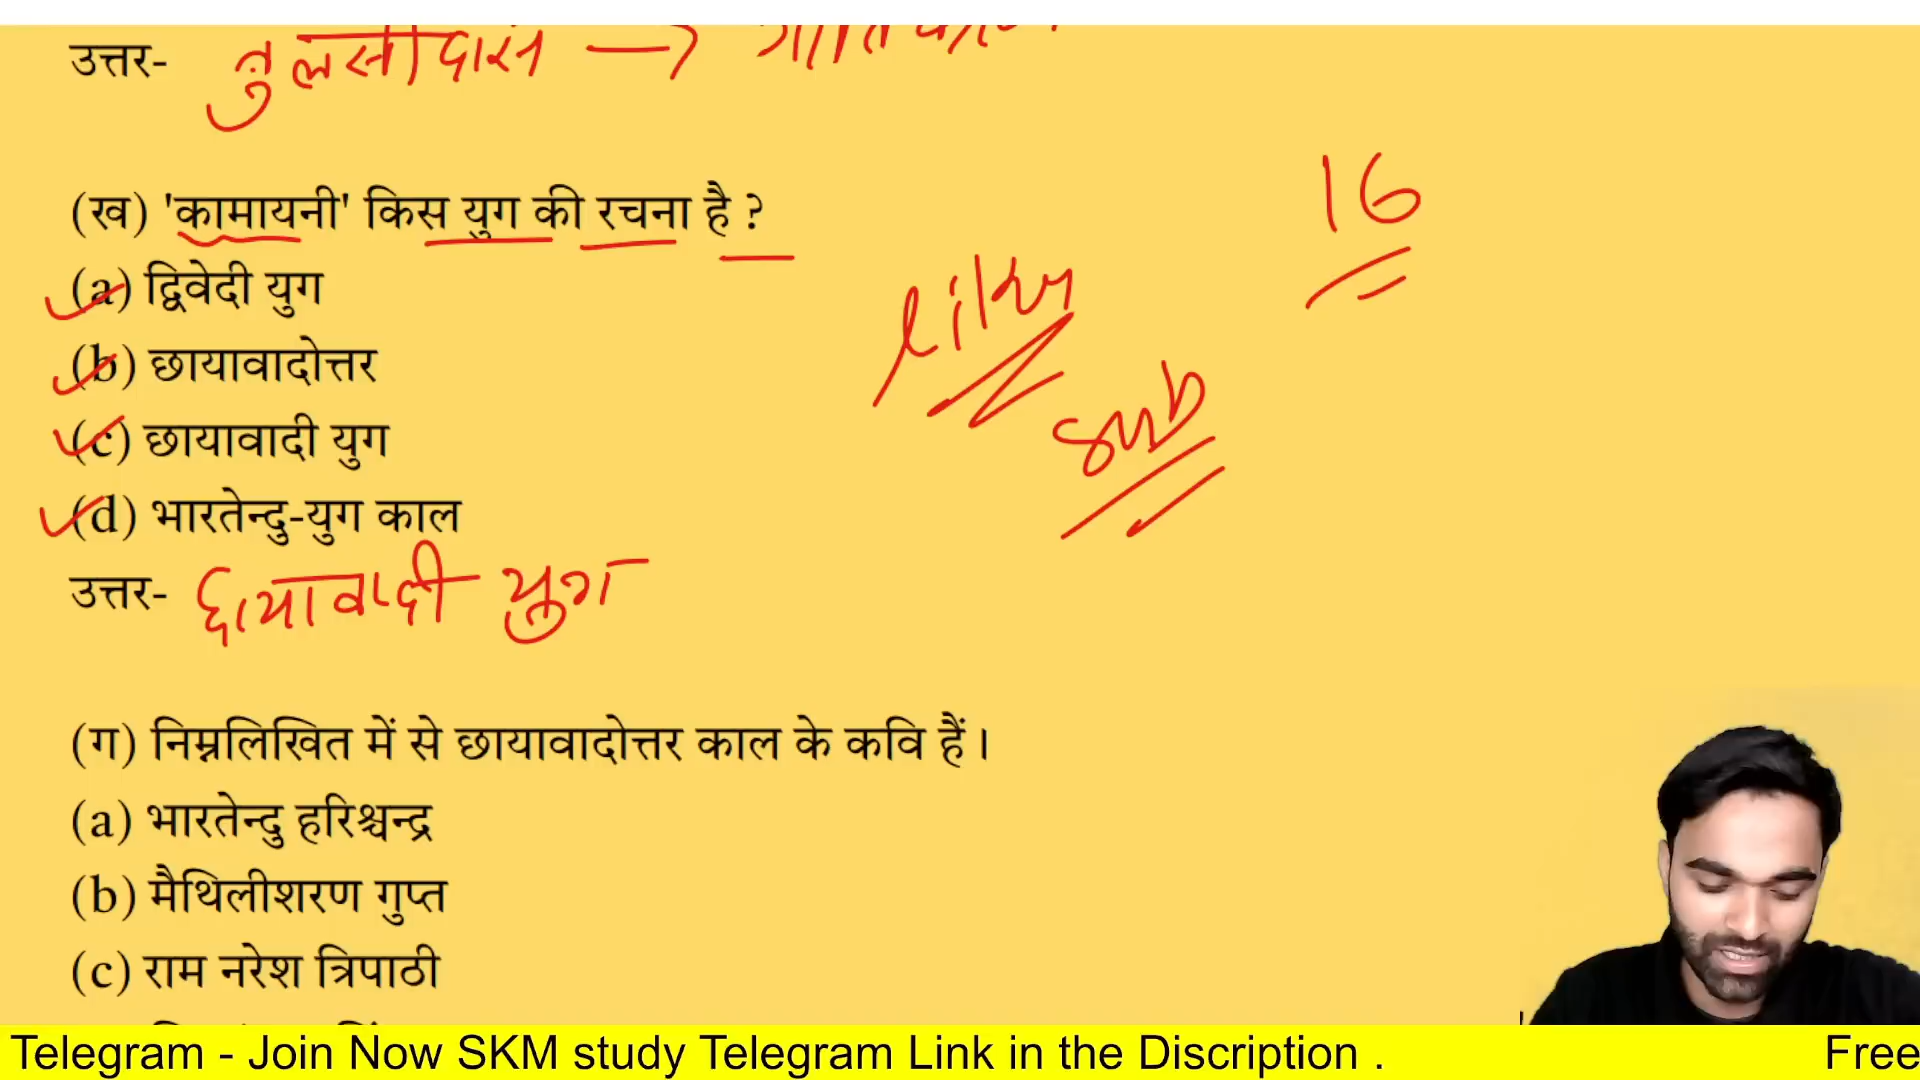 उत्तर- तुलसीदास →
(ख) 'कामायनी' किस युग की रचना है ?
16
(a) द्विवेदी युग
like
(b) छायावादोत्तर
sub
(c) छायावादी युग
(d) भारतेन्दु-युग काल
उत्तर- छायावादी युग
(ग) निम्नलिखित में से छायावादोत्तर काल के कवि हैं।
(a) भारतेन्दु हरिश्चन्द्र
(b) मैथिलीशरण गुप्त
(c) राम नरेश त्रिपाठी
Telegram - Join Now SKM study Telegram Link in the Discription .
Free